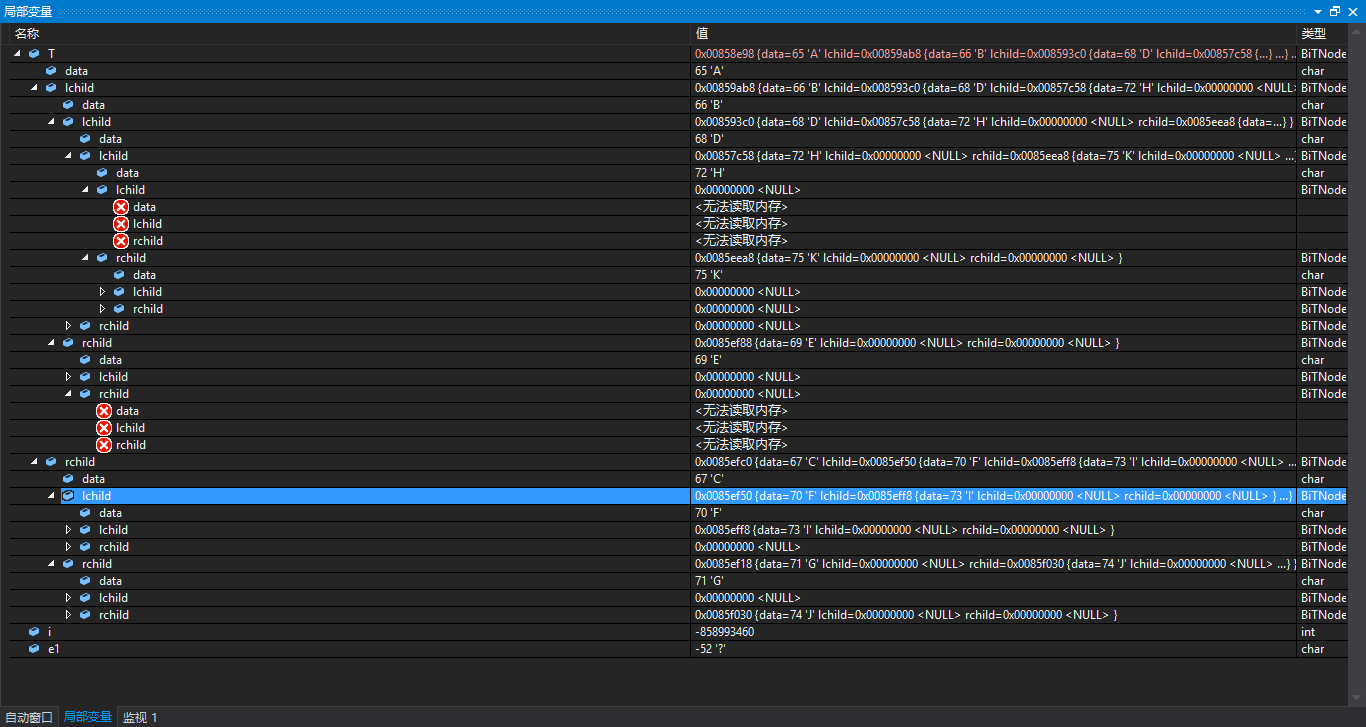 局部变量
名称 值 类型
T 0x00858e98 {data=65 'A' lchild=0x00859ab8 {data=66 'B' lchild=0x008593c0 {data=68 'D' lchild=0x00857c58 {...} ...} ... BiTNode
data 65 'A' char
lchild 0x00859ab8 {data=66 'B' lchild=0x008593c0 {data=68 'D' lchild=0x00857c58 {data=72 'H' lchild=0x00000000 <NULL> BiTNode
data 66 'B' char
lchild 0x008593c0 {data=68 'D' lchild=0x00857c58 {data=72 'H' lchild=0x00000000 <NULL> rchild=0x0085eea8 {data=...} } BiTNode
data 68 'D' char
lchild 0x00857c58 {data=72 'H' lchild=0x00000000 <NULL> rchild=0x0085eea8 {data=75 'K' lchild=0x00000000 <NULL> ...} BiTNode
data 72 'H' char
lchild 0x00000000 <NULL> BiTNode
data <无法读取内存>
lchild <无法读取内存>
rchild <无法读取内存>
rchild 0x0085eea8 {data=75 'K' lchild=0x00000000 <NULL> rchild=0x00000000 <NULL> } BiTNode
data 75 'K' char
lchild 0x00000000 <NULL> BiTNode
rchild 0x00000000 <NULL> BiTNode
rchild 0x00000000 <NULL> BiTNode
rchild 0x0085ef88 {data=69 'E' lchild=0x00000000 <NULL> rchild=0x00000000 <NULL> } BiTNode
data 69 'E' char
lchild 0x00000000 <NULL> BiTNode
rchild 0x00000000 <NULL> BiTNode
data <无法读取内存>
lchild <无法读取内存>
rchild <无法读取内存>
rchild 0x0085efc0 {data=67 'C' lchild=0x0085ef50 {data=70 'F' lchild=0x0085eff8 {data=73 'I' lchild=0x00000000 <NULL> ... BiTNode
data 67 'C' char
lchild 0x0085ef50 {data=70 'F' lchild=0x0085eff8 {data=73 'I' lchild=0x00000000 <NULL> rchild=0x00000000 <NULL> } ...} BiTNode
data 70 'F' char
lchild 0x0085eff8 {data=73 'I' lchild=0x00000000 <NULL> rchild=0x00000000 <NULL> } BiTNode
rchild 0x00000000 <NULL> BiTNode
rchild 0x0085ef18 {data=71 'G' lchild=0x00000000 <NULL> rchild=0x0085f030 {data=74 'J' lchild=0x00000000 <NULL> ...} } BiTNode
data 71 'G' char
lchild 0x00000000 <NULL> BiTNode
rchild 0x0085f030 {data=74 'J' lchild=0x00000000 <NULL> rchild=0x00000000 <NULL> } BiTNode
i -858993460 int
e1 -52 '?' char
自动窗口 局部变量 监视 1